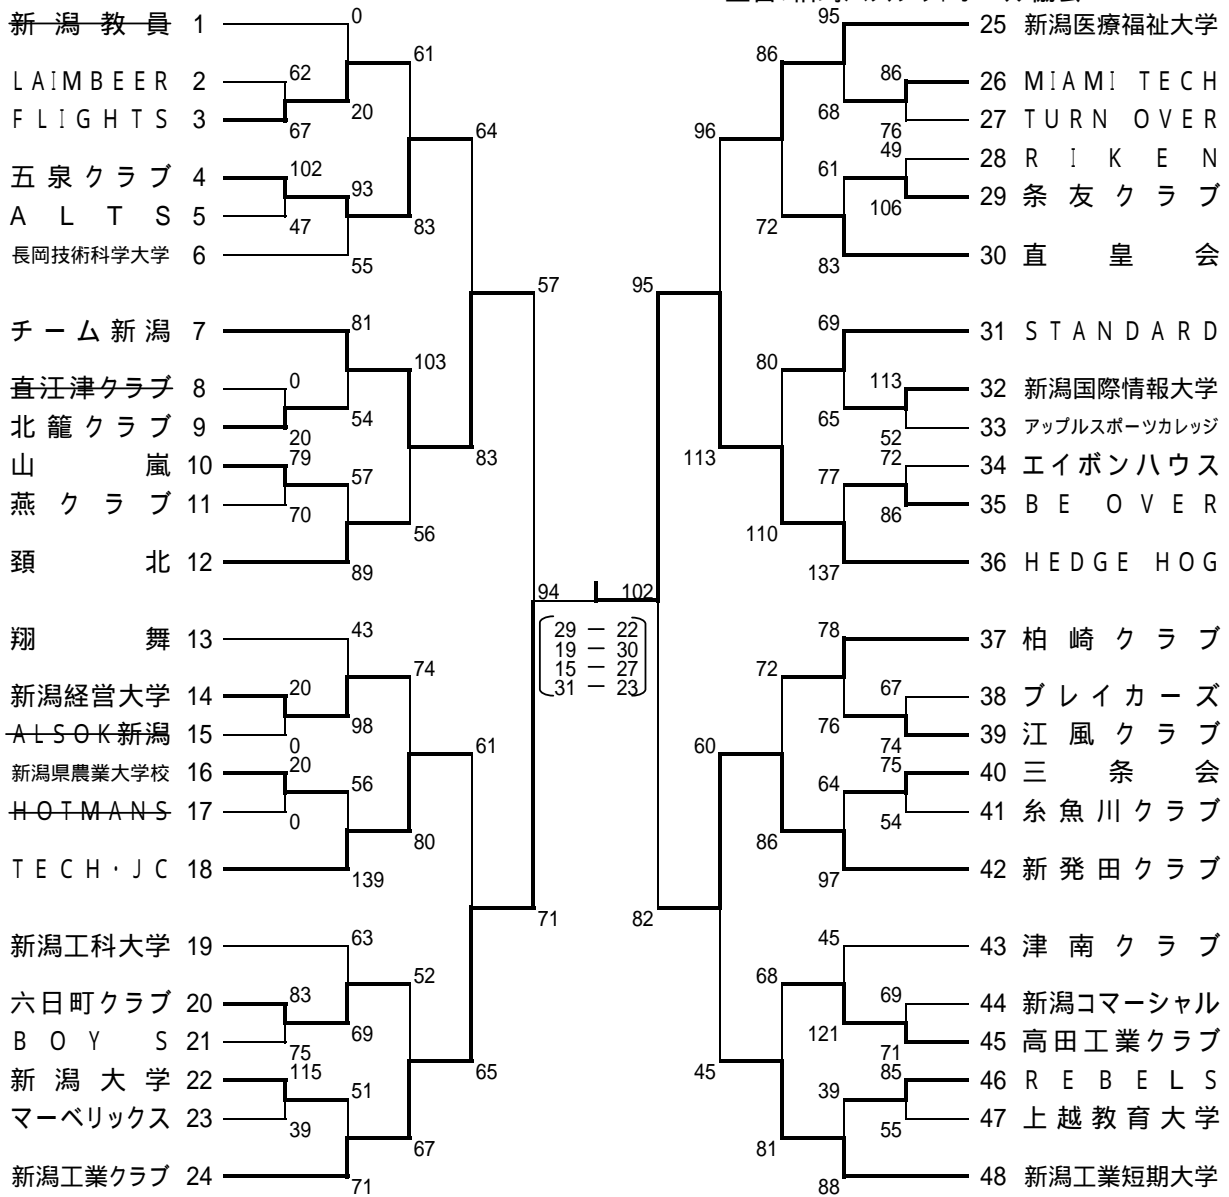 新潟教員 1
LAIMBEER 2
FLIGHTS 3
五泉クラブ 4
ALTS 5
長岡技術科学大学 6
チーム新潟 7
直江津クラブ 8
北籠クラブ 9
山嵐 10
燕クラブ 11
頚北 12
翔舞 13
新潟経営大学 14
ALSOK新潟 15
新潟県農業大学校 16
HOTMANS 17
TECH・JC 18
新潟工科大学 19
六日町クラブ 20
BOYS 21
新潟大学 22
マーベリックス 23
新潟工業クラブ 24
0
62
67
20
61
102
47
93
55
83
64
81
0
20
54
103
79
70
57
89
56
83
57
43
20
0
98
74
20
0
56
139
80
61
63
83
75
69
52
115
39
51
71
67
65
71
94
102
29 － 22
19 － 30
15 － 27
31 － 23
95
86
86
76
68
96
49
106
61
83
72
95
69
80
113
52
65
113
72
86
77
137
110
78
72
67
74
76
60
75
54
64
97
86
82
45
68
69
71
121
45
85
55
39
88
81
25 新潟医療福祉大学
26 MIAMI TECH
27 TURN OVER
28 RIKEN
29 条友クラブ
30 直皇会
31 STANDARD
32 新潟国際情報大学
33 アップルスポーツカレッジ
34 エイボンハウス
35 BE OVER
36 HEDGE HOG
37 柏崎クラブ
38 ブレイカーズ
39 江風クラブ
40 三条会
41 糸魚川クラブ
42 新発田クラブ
43 津南クラブ
44 新潟コマーシャル
45 高田工業クラブ
46 REBELS
47 上越教育大学
48 新潟工業短期大学